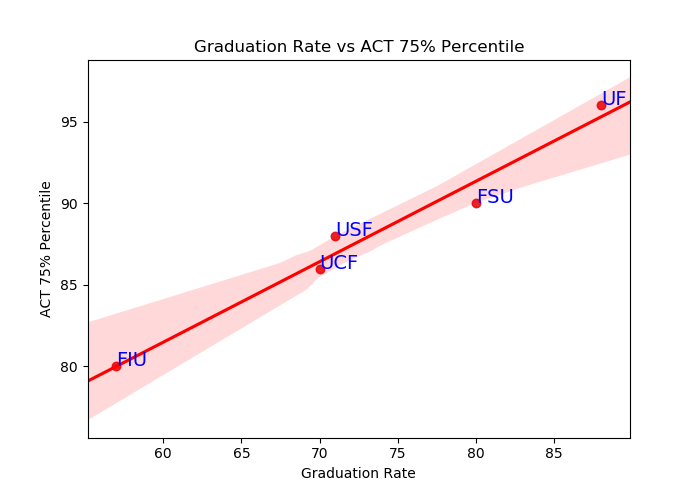 Graduation Rate vs ACT 75% Percentile
ACT 75% Percentile
95
90
85
80
UF
FSU
USF
UCF
FIU
60
65
70
75
80
85
Graduation Rate